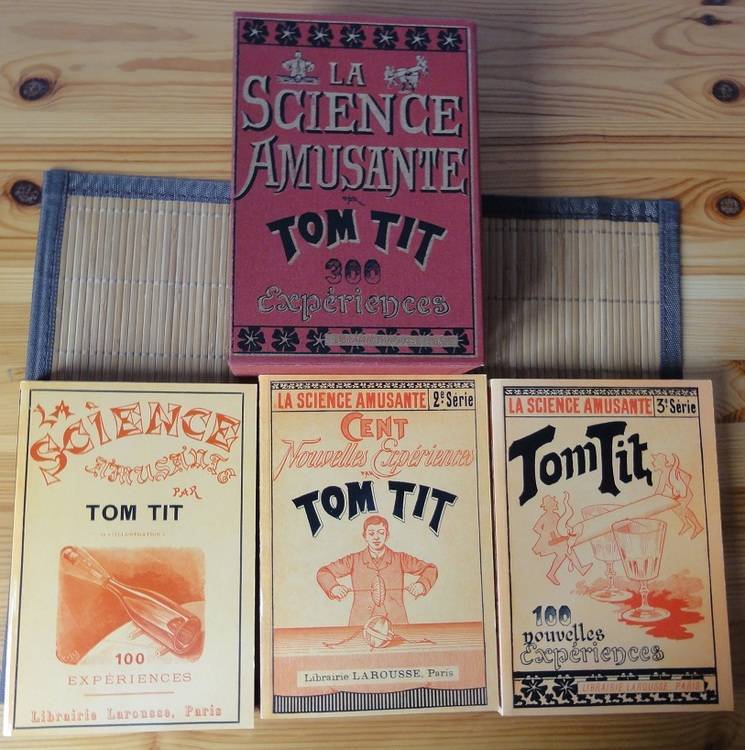 LA
SCIENCE
AMUSANTE
par
TOM TIT
300
Expériences
LA
SCIENCE
AMUSANTE
PAR
TOM TIT
100
EXPÉRIENCES
Librairie Larousse, Paris
LA SCIENCE AMUSANTE 2e Série
CENT
Nouvelles Expériences
PAR
TOM TIT
Librairie LAROUSSE, Paris
LA SCIENCE AMUSANTE 3e Série
Tom Tit
100
nouvelles
Expériences
LIBRAIRIE LAROUSSE, PARIS